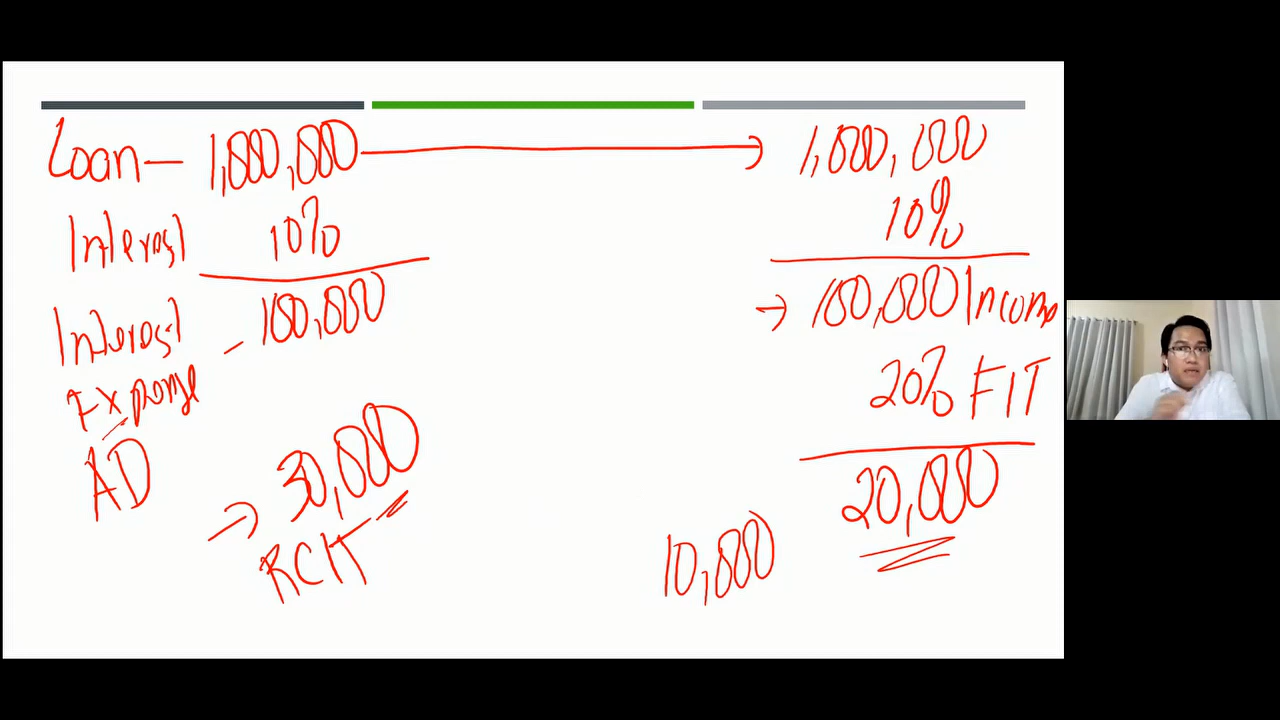 Loan - 1,000,000 → 1,000,000
Interest 10% 10%
Interest - 100,000 → 100,000 Income
Expense 20% FIT
AD → 30,000 20,000
RCIT 10,000